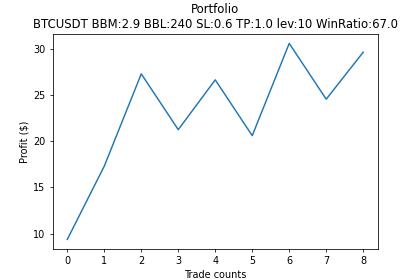 Portfolio
BTCUSDT BBM:2.9 BBL:240 SL:0.6 TP:1.0 lev:10 WinRatio:67.0
30
25
20
15
10
Profit ($)
0 1 2 3 4 5 6 7 8
Trade counts